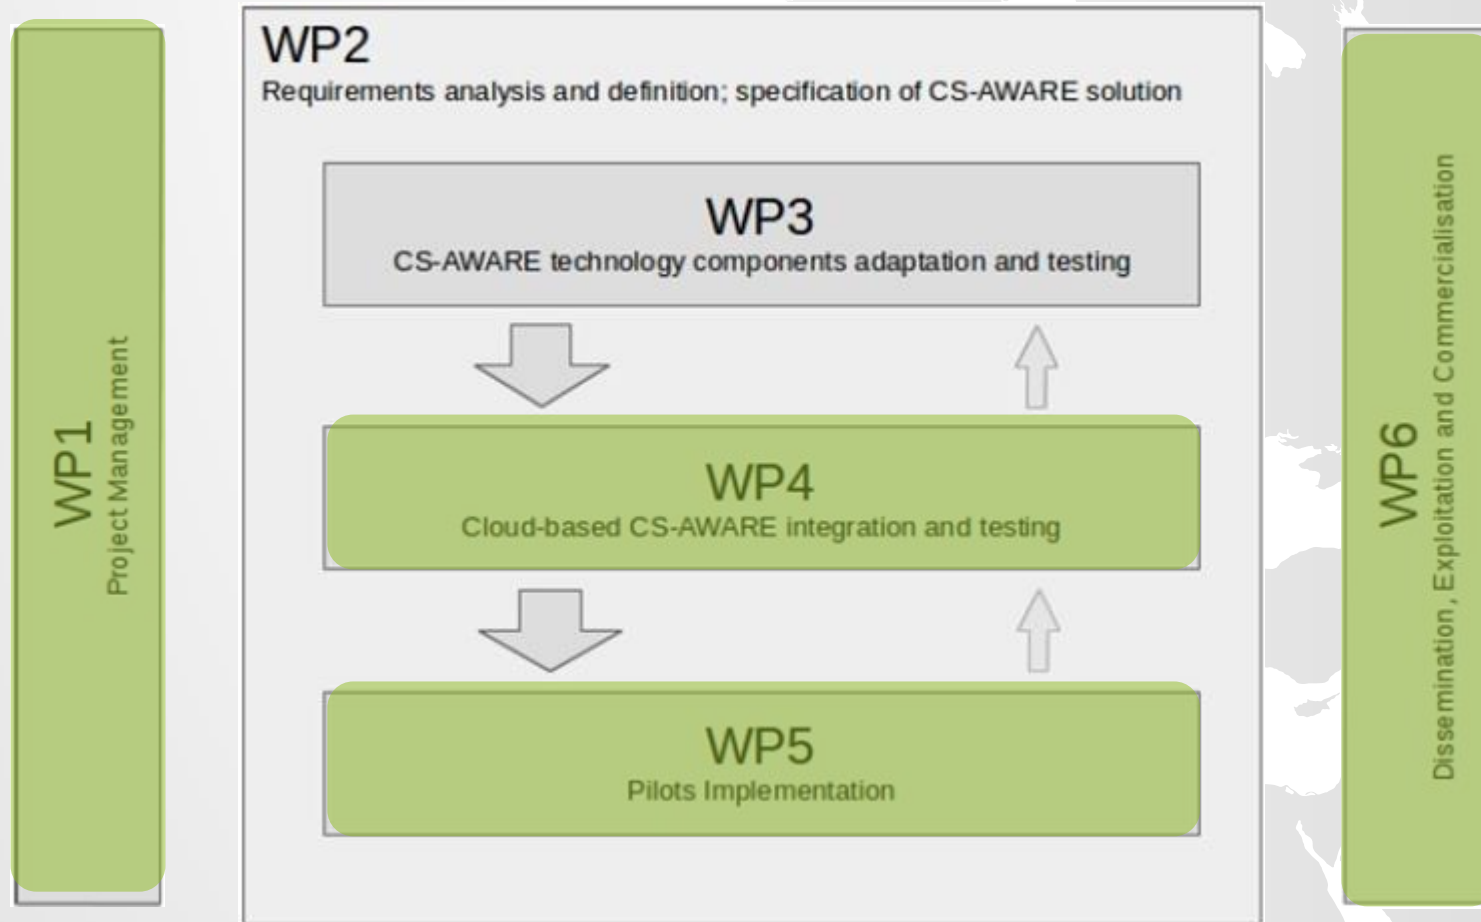 WP1
Project Management
WP2
Requirements analysis and definition; specification of CS-AWARE solution
WP3
CS-AWARE technology components adaptation and testing
WP4
Cloud-based CS-AWARE integration and testing
WP5
Pilots Implementation
WP6
Dissemination, Exploitation and Commercialisation